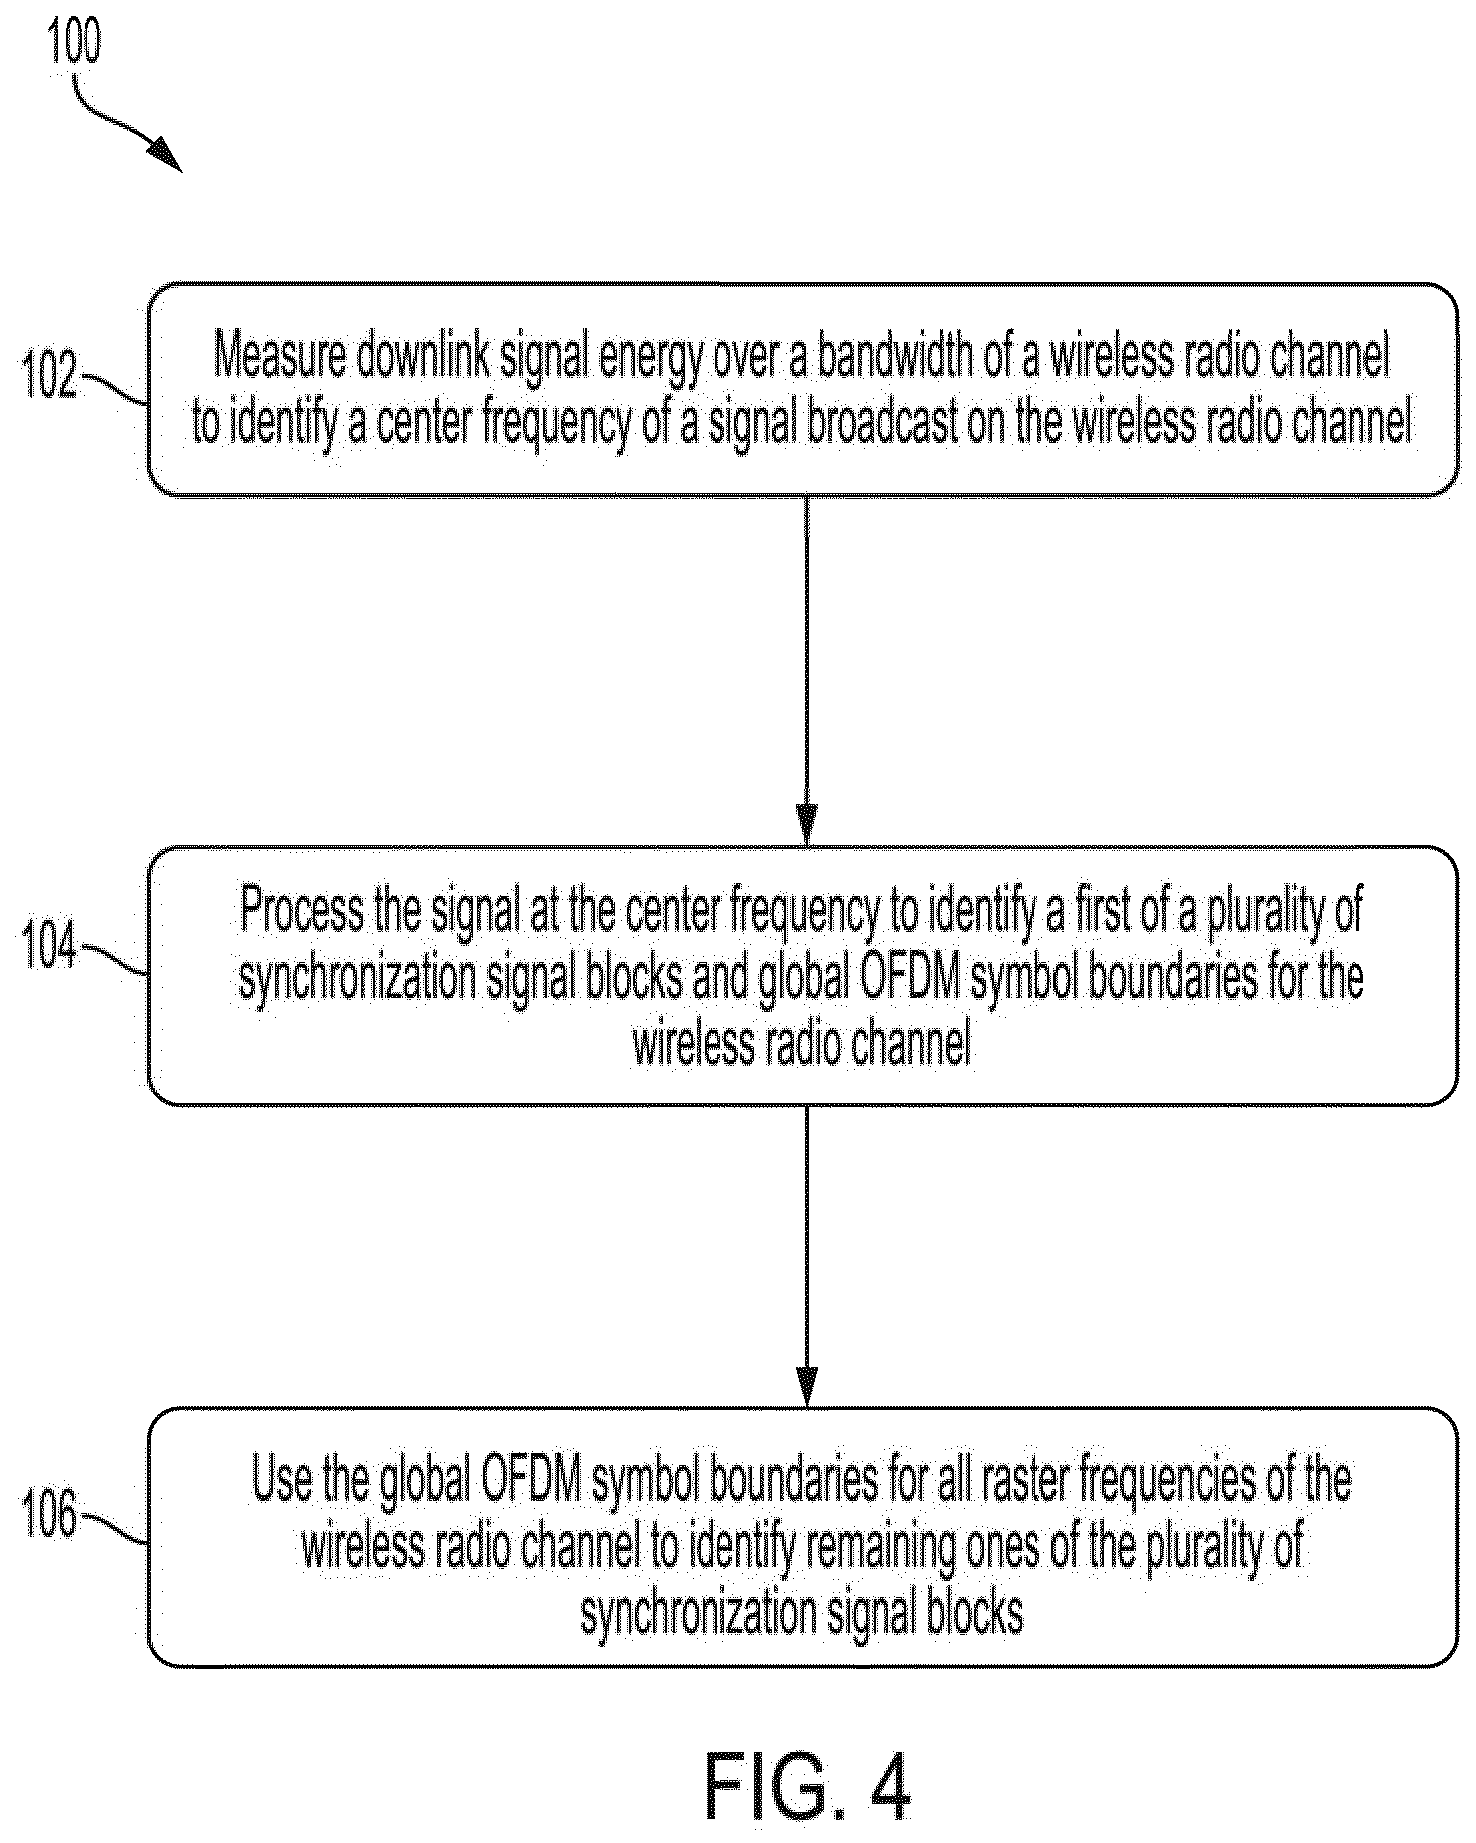 100
102
Measure downlink signal energy over a bandwidth of a wireless radio channel
to identify a center frequency of a signal broadcast on the wireless radio channel
104
Process the signal at the center frequency to identify a first of a plurality of
synchronization signal blocks and global OFDM symbol boundaries for the
wireless radio channel
106
Use the global OFDM symbol boundaries for all raster frequencies of the
wireless radio channel to identify remaining ones of the plurality of
synchronization signal blocks
FIG. 4